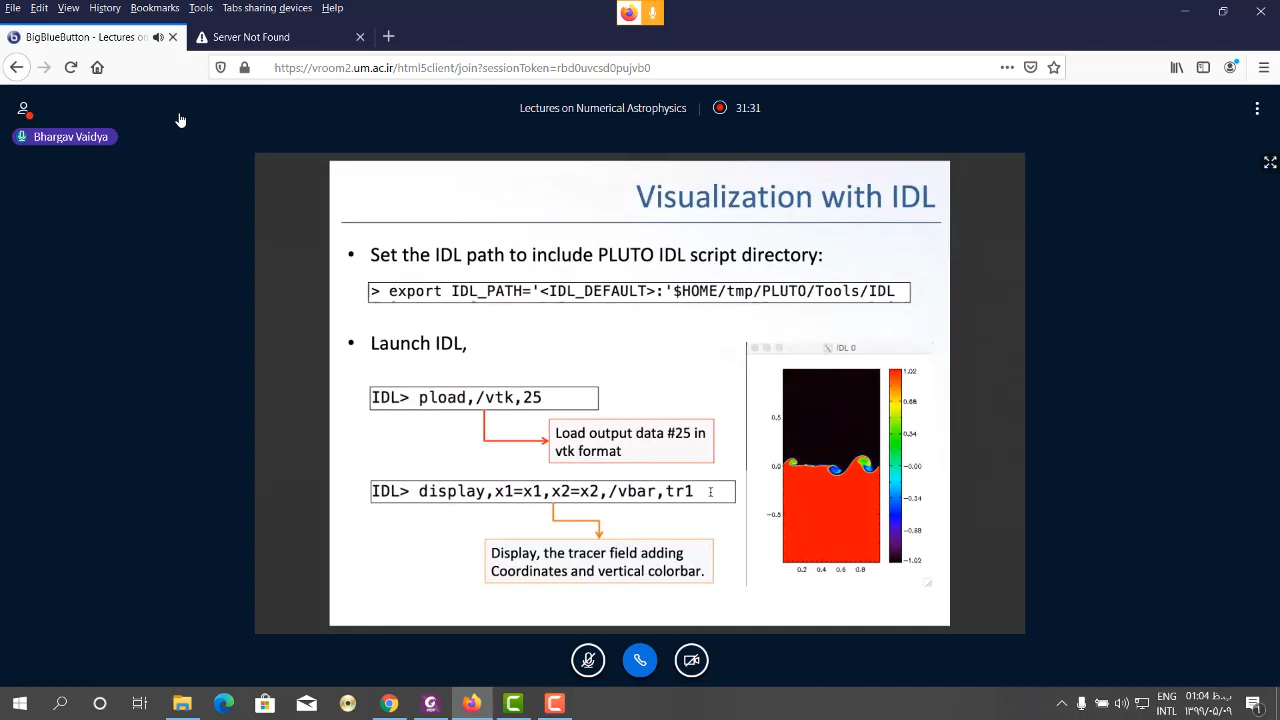 File Edit View History Bookmarks Tools Tabs sharing devices Help
BigBlueButton - Lectures on
Server Not Found
https://vroom2.um.ac.ir/html5client/join?sessionToken=rbd0uvcsd0pujvb0
Lectures on Numerical Astrophysics
31:31
Bhargav Vaidya
Visualization with IDL
• Set the IDL path to include PLUTO IDL script directory:
> export IDL_PATH='<IDL_DEFAULT>:'$HOME/tmp/PLUTO/Tools/IDL
• Launch IDL,
IDL> pload,/vtk,25
Load output data #25 in
vtk format
IDL> display,x1=x1,x2=x2,/vbar,tr1
Display, the tracer field adding
Coordinates and vertical colorbar.
IDL 0
0.5
0.0
-0.5
0.2 0.4 0.6 0.8
1.02
0.68
0.34
-0.00
-0.34
-0.68
-1.02
ENG
INTL
01:04 ب.ظ
۱۳۹۹/۰۵/۰۹